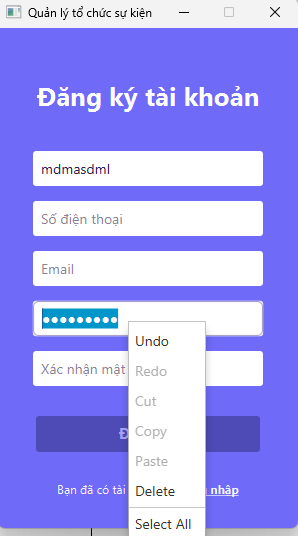 Quản lý tổ chức sự kiện
Đăng ký tài khoản
mdmasdml
Số điện thoại
Email
Xác nhận mật
Undo
Redo
Cut
Copy
Paste
Delete
Select All
Bạn đã có tài
nhập